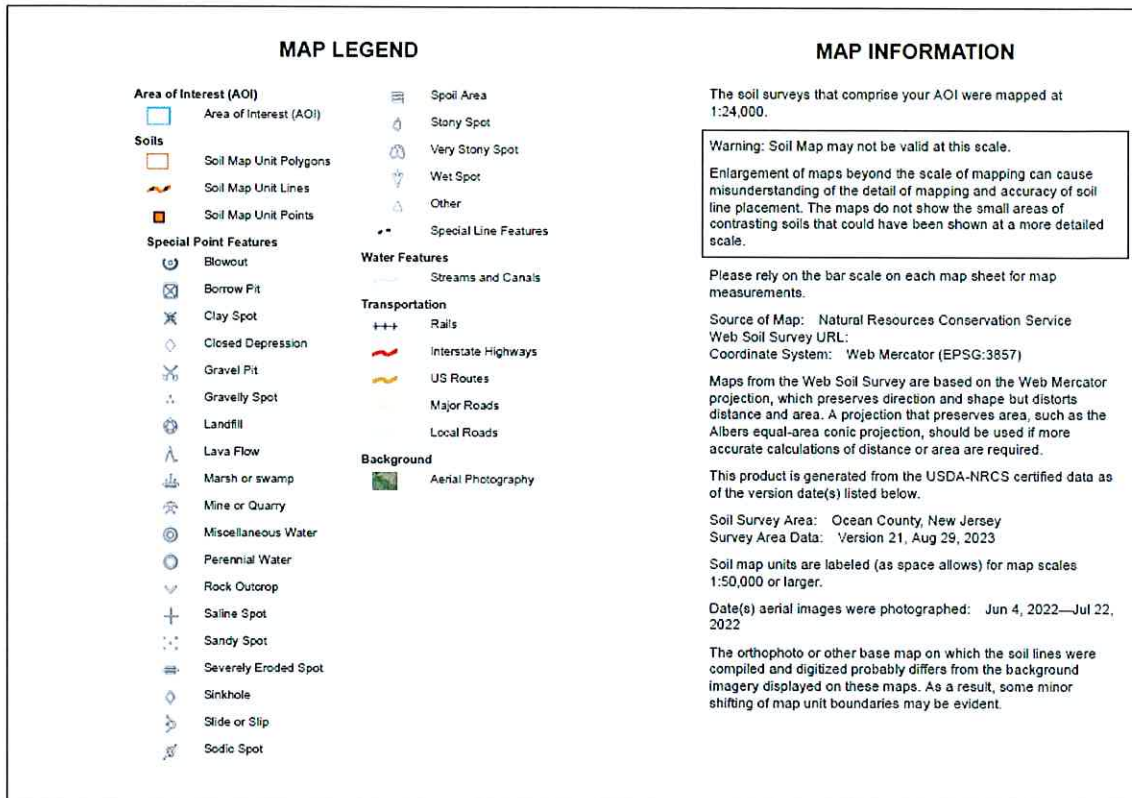 MAP LEGEND
Area of Interest (AOI)
Area of Interest (AOI)
Soils
Soil Map Unit Polygons
Soil Map Unit Lines
Soil Map Unit Points
Special Point Features
Blowout
Borrow Pit
Clay Spot
Closed Depression
Gravel Pit
Gravelly Spot
Landfill
Lava Flow
Marsh or swamp
Mine or Quarry
Miscellaneous Water
Perennial Water
Rock Outcrop
Saline Spot
Sandy Spot
Severely Eroded Spot
Sinkhole
Slide or Slip
Sodic Spot
Spoil Area
Stony Spot
Very Stony Spot
Wet Spot
Other
Special Line Features
Water Features
Streams and Canals
Transportation
Rails
Interstate Highways
US Routes
Major Roads
Local Roads
Background
Aerial Photography
MAP INFORMATION
The soil surveys that comprise your AOI were mapped at
1:24,000.
Warning: Soil Map may not be valid at this scale.
Enlargement of maps beyond the scale of mapping can cause
misunderstanding of the detail of mapping and accuracy of soil
line placement. The maps do not show the small areas of
contrasting soils that could have been shown at a more detailed
scale.
Please rely on the bar scale on each map sheet for map
measurements.
Source of Map: Natural Resources Conservation Service
Web Soil Survey URL:
Coordinate System: Web Mercator (EPSG:3857)
Maps from the Web Soil Survey are based on the Web Mercator
projection, which preserves direction and shape but distorts
distance and area. A projection that preserves area, such as the
Albers equal-area conic projection, should be used if more
accurate calculations of distance or area are required.
This product is generated from the USDA-NRCS certified data as
of the version date(s) listed below.
Soil Survey Area: Ocean County, New Jersey
Survey Area Data: Version 21, Aug 29, 2023
Soil map units are labeled (as space allows) for map scales
1:50,000 or larger.
Date(s) aerial images were photographed: Jun 4, 2022—Jul 22,
2022
The orthophoto or other base map on which the soil lines were
compiled and digitized probably differs from the background
imagery displayed on these maps. As a result, some minor
shifting of map unit boundaries may be evident.